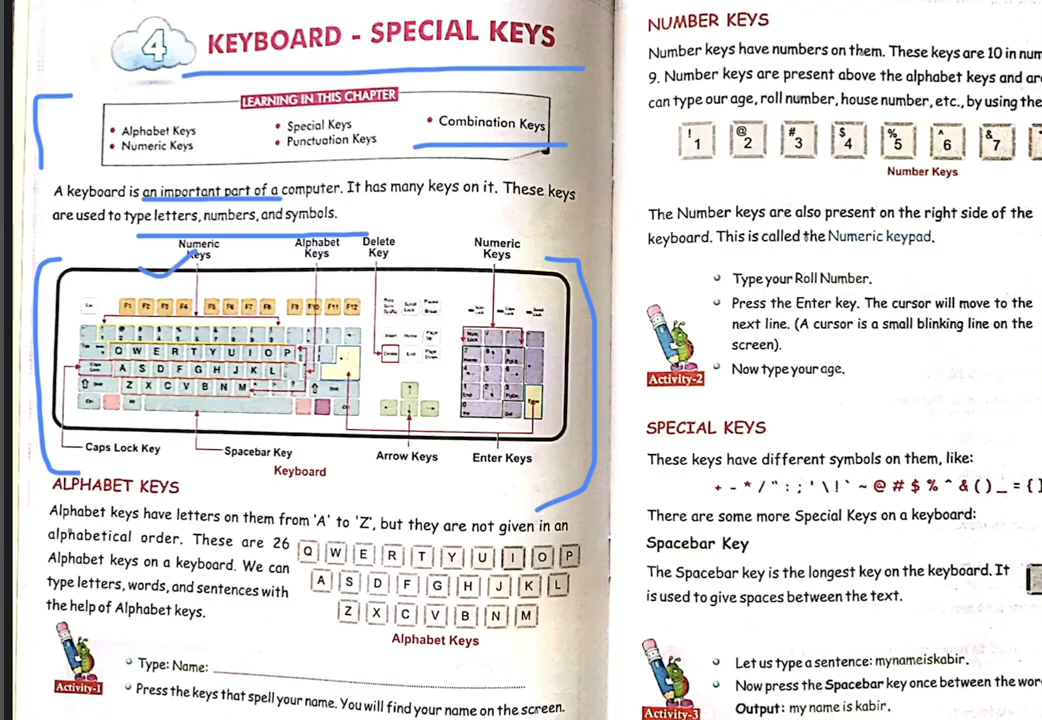 4
KEYBOARD - SPECIAL KEYS
LEARNING IN THIS CHAPTER
• Alphabet Keys
• Numeric Keys
• Special Keys
• Punctuation Keys
• Combination Keys
A keyboard is an important part of a computer. It has many keys on it. These keys
are used to type letters, numbers, and symbols.
Numeric
Keys
Alphabet
Keys
Delete
Key
Numeric
Keys
F1 F2 F3 F4 F5 F6 F7 F8 F9 F10 F11 F12
Q W E R T Y U I O P
A S D F G H J K L
Z X C V B N M
Caps Lock Key
Spacebar Key
Arrow Keys
Enter Keys
Keyboard
ALPHABET KEYS
Alphabet keys have letters on them from 'A' to 'Z', but they are not given in an
alphabetical order. These are 26
Alphabet keys on a keyboard. We can
type letters, words, and sentences with
the help of Alphabet keys.
Q W E R T Y U I O P
A S D F G H J K L
Z X C V B N M
Alphabet Keys
Activity-1
Type: Name:
Press the keys that spell your name. You will find your name on the screen.
NUMBER KEYS
Number keys have numbers on them. These keys are 10 in num
9. Number keys are present above the alphabet keys and ar
can type our age, roll number, house number, etc., by using the
! 1 @ 2 # 3 $ 4 % 5 ^ 6 & 7
Number Keys
The Number keys are also present on the right side of the
keyboard. This is called the Numeric keypad.
Type your Roll Number.
Press the Enter key. The cursor will move to the
next line. (A cursor is a small blinking line on the
screen).
Now type your age.
Activity-2
SPECIAL KEYS
These keys have different symbols on them, like:
+ - * / " : ; ' \ ! ` ~ @ # $ % ^ & ( ) _ = { }
There are some more Special Keys on a keyboard:
Spacebar Key
The Spacebar key is the longest key on the keyboard. It
is used to give spaces between the text.
Let us type a sentence: mynameiskabir.
Now press the Spacebar key once between the wor
Output: my name is kabir.
Activity-3